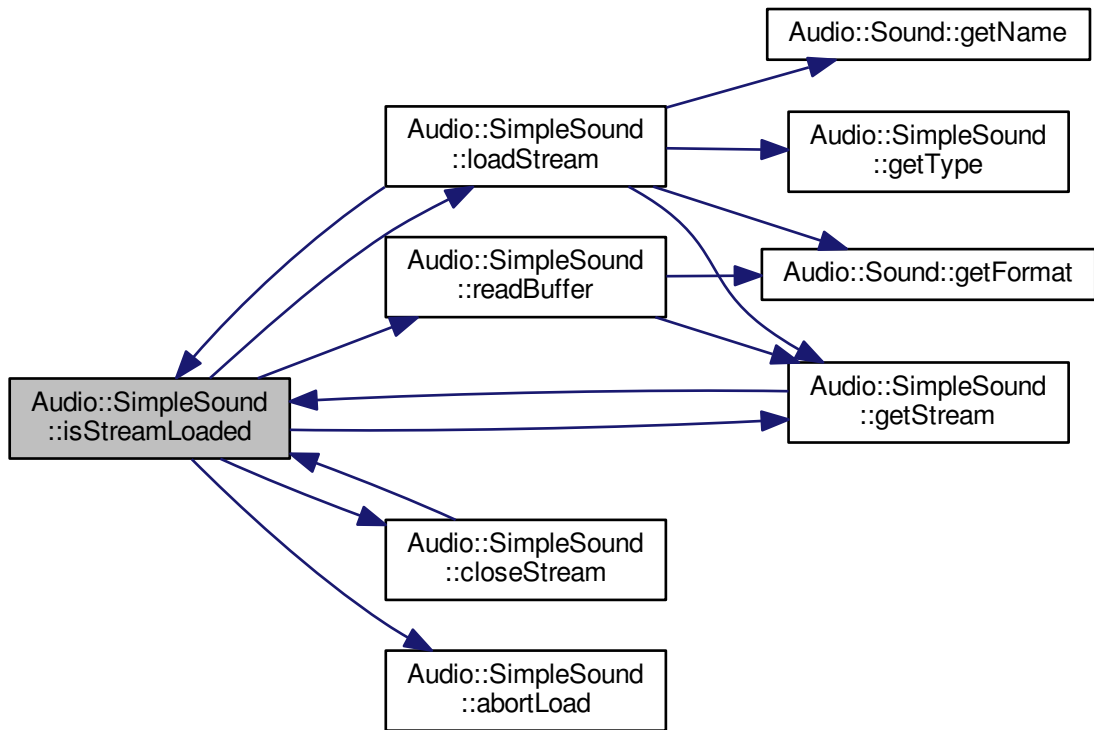 Audio::Sound::getName
Audio::SimpleSound
::loadStream
Audio::SimpleSound
::getType
Audio::SimpleSound
::readBuffer
Audio::Sound::getFormat
Audio::SimpleSound
::isStreamLoaded
Audio::SimpleSound
::getStream
Audio::SimpleSound
::closeStream
Audio::SimpleSound
::abortLoad